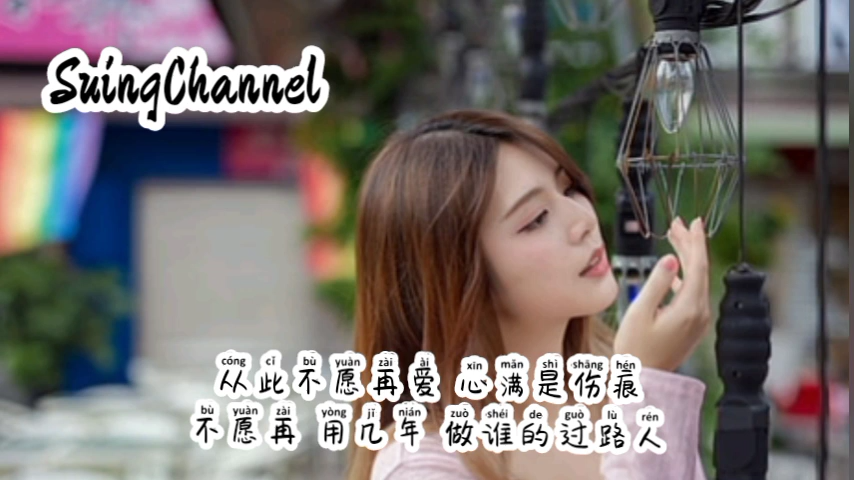 SuingChannel
cóng cǐ bù yuàn zài ài xin mǎn shì shāng hén
从此不愿再爱 心满是伤痕
bù yuàn zài yòng jǐ nián zuò shéi de guò lù rén
不愿再 用几年 做谁的过路人